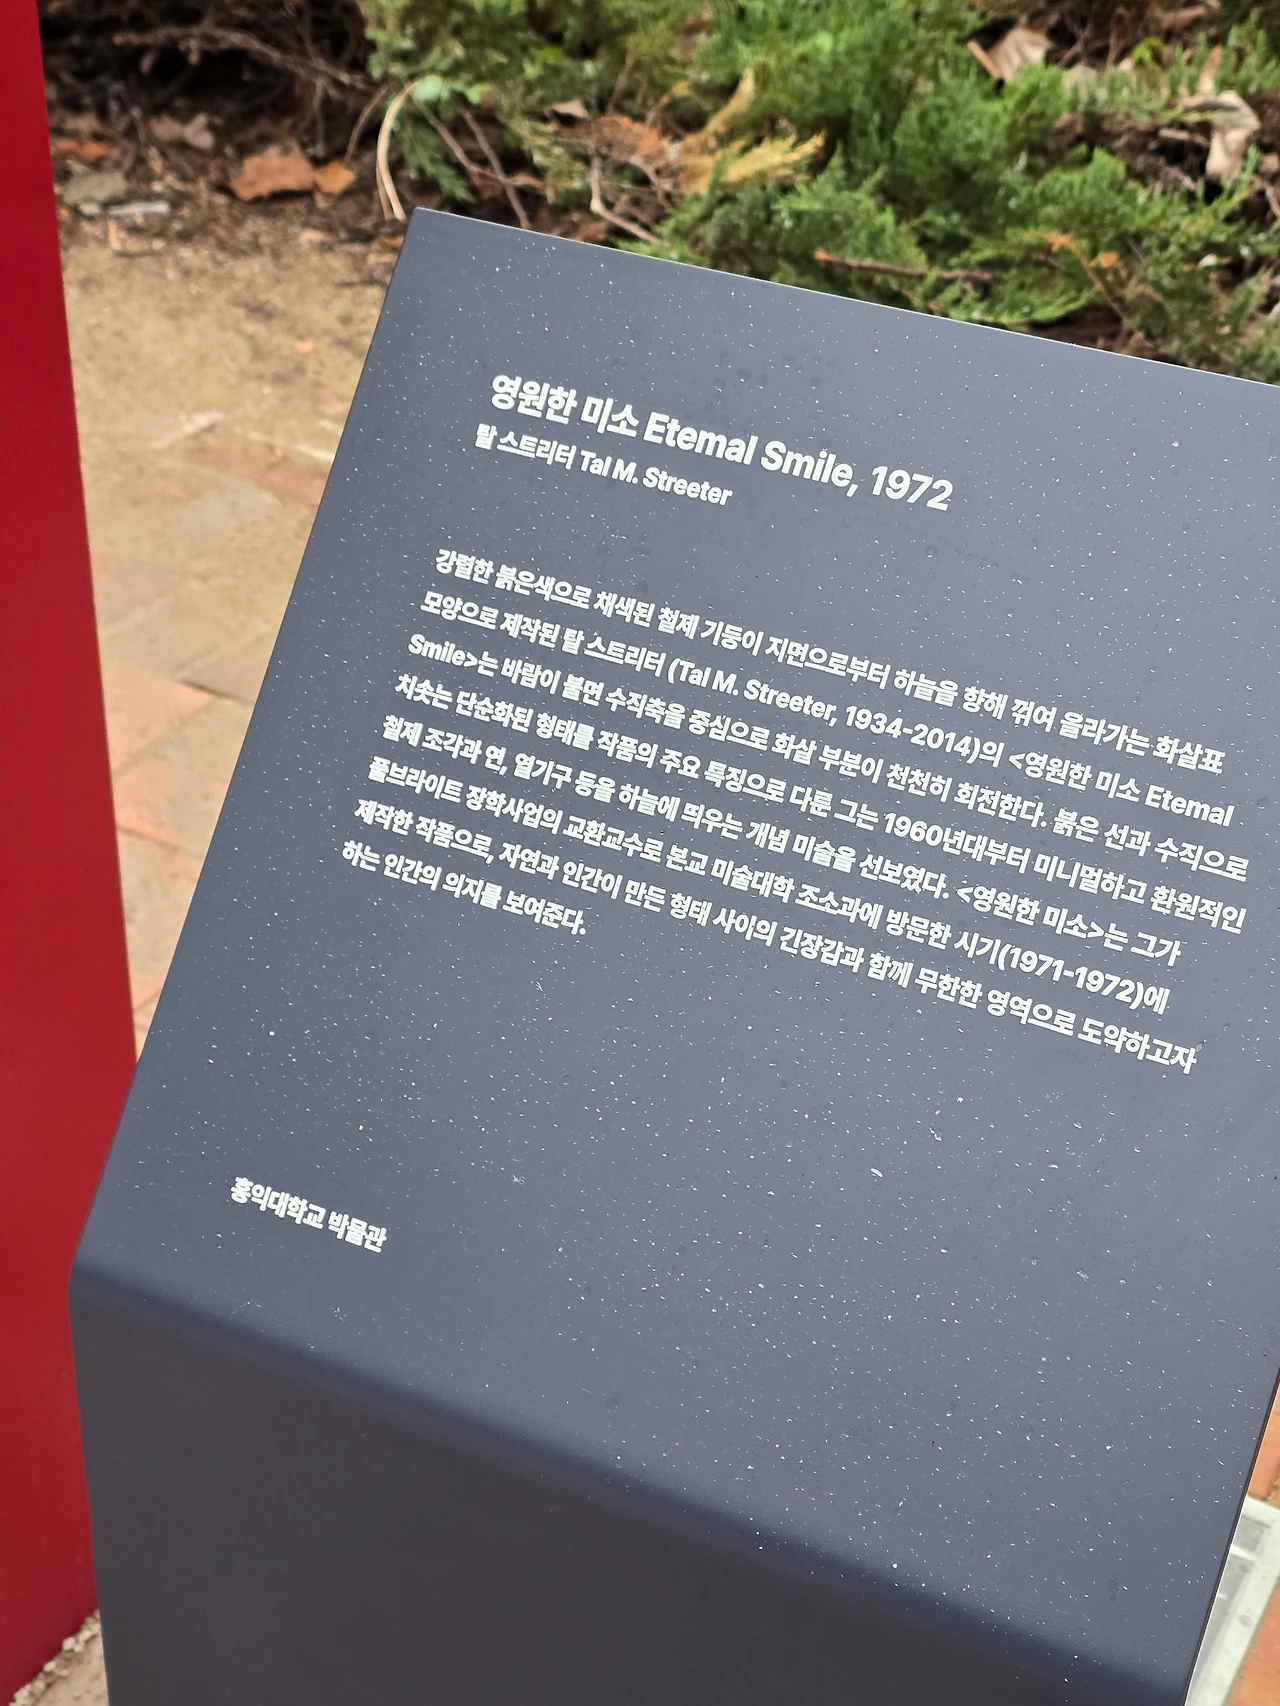 영원한 미소 Etemal Smile, 1972
탈 스트리터 Tal M. Streeter
강렬한 붉은색으로 채색된 철제 기둥이 지면으로부터 하늘을 향해 꺾여 올라가는 화살표
모양으로 제작된 탈 스트리터 (Tal M. Streeter, 1934-2014)의 <영원한 미소 Etemal
Smile>는 바람이 불면 수직축을 중심으로 화살 부분이 천천히 회전한다. 붉은 선과 수직으로
치솟는 단순화된 형태를 작품의 주요 특징으로 다룬 그는 1960년대부터 미니멀하고 환원적인
철제 조각과 연, 열기구 등을 하늘에 띄우는 개념 미술을 선보였다. <영원한 미소>는 그가
풀브라이트 장학사업의 교환교수로 본교 미술대학 조소과에 방문한 시기(1971-1972)에
제작한 작품으로, 자연과 인간이 만든 형태 사이의 긴장감과 함께 무한한 영역으로 도약하고자
하는 인간의 의지를 보여준다.
홍익대학교 박물관